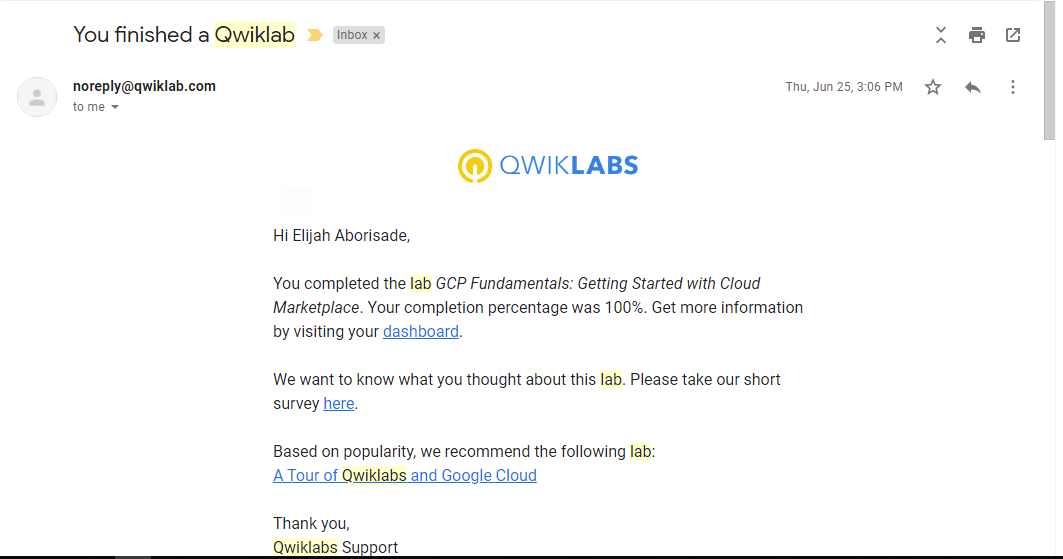 You finished a Qwiklab Inbox x
noreply@qwiklab.com Thu, Jun 25, 3:06 PM
to me
QWIKLABS
Hi Elijah Aborisade,
You completed the lab GCP Fundamentals: Getting Started with Cloud
Marketplace. Your completion percentage was 100%. Get more information
by visiting your dashboard.
We want to know what you thought about this lab. Please take our short
survey here.
Based on popularity, we recommend the following lab:
A Tour of Qwiklabs and Google Cloud
Thank you,
Qwiklabs Support